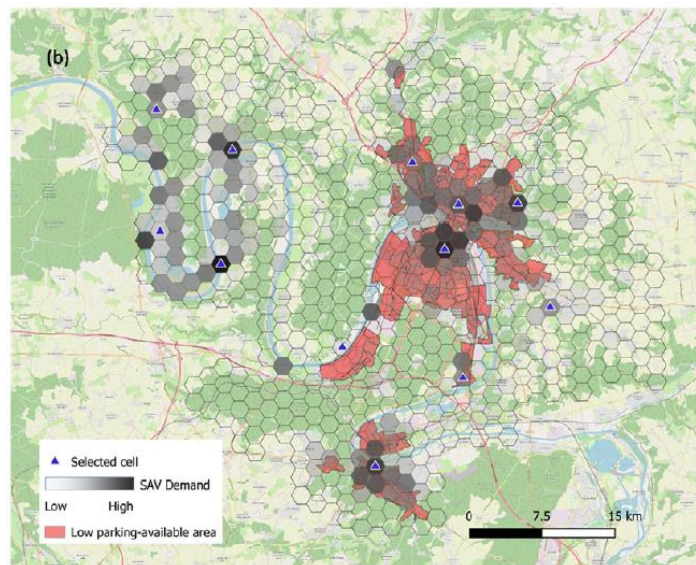 (b)
Selected cell
SAV Demand
Low High
Low parking-available area
0 7.5 15 km